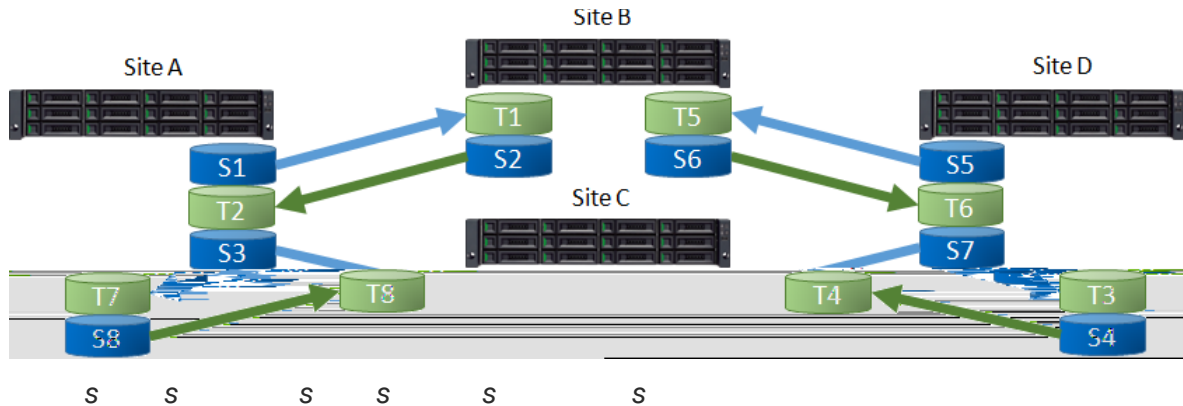 Site B
Site A
Site D
T1
T5
S1
S2
S6
S5
T2
Site C
T6
S3
S7
T7
T8
T4
T3
S8
S4
s s s s s s